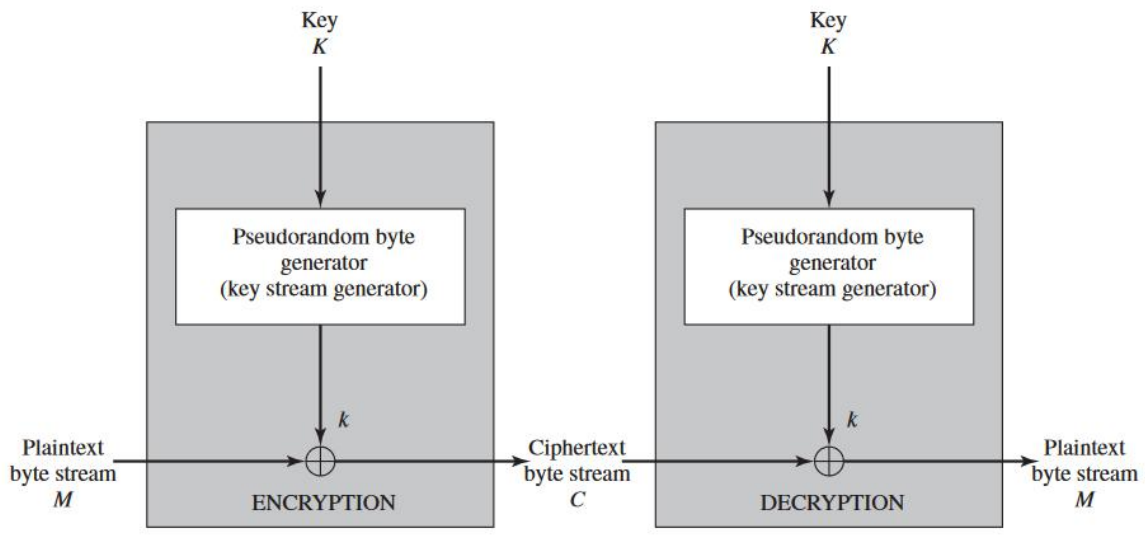 Key
K
Pseudorandom byte
generator
(key stream generator)
k
Plaintext
byte stream
M
ENCRYPTION
Ciphertext
byte stream
C
Key
K
Pseudorandom byte
generator
(key stream generator)
k
DECRYPTION
Plaintext
byte stream
M